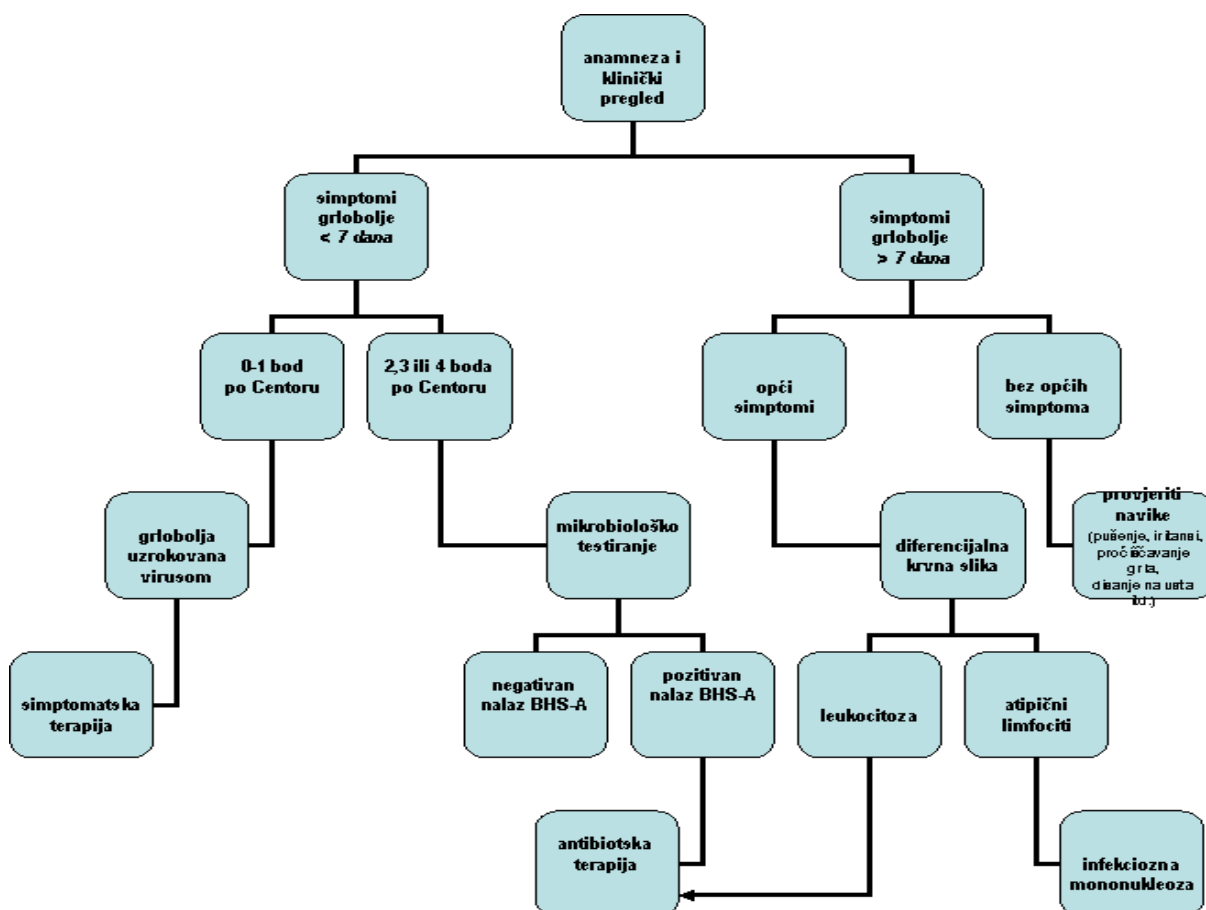 anamneza i
klinički
pregled
simptomi
grlobolje
< 7 dana
simptomi
grlobolje
> 7 dana
0-1 bod
po Centoru
2,3 ili 4 boda
po Centoru
opći
simptomi
bez općih
simptoma
grlobolja
uzrokovana
virusom
mikrobiološko
testiranje
diferencijalna
krvna slika
provjeriti
navike
(pušenje, iritansi,
pročišćavanje
grla,
disanje na usta
itd.)
simptomatska
terapija
negativan
nalaz BHS-A
pozitivan
nalaz BHS-A
leukocitoza
atipični
limfociti
antibiotska
terapija
infekciozna
mononukleoza